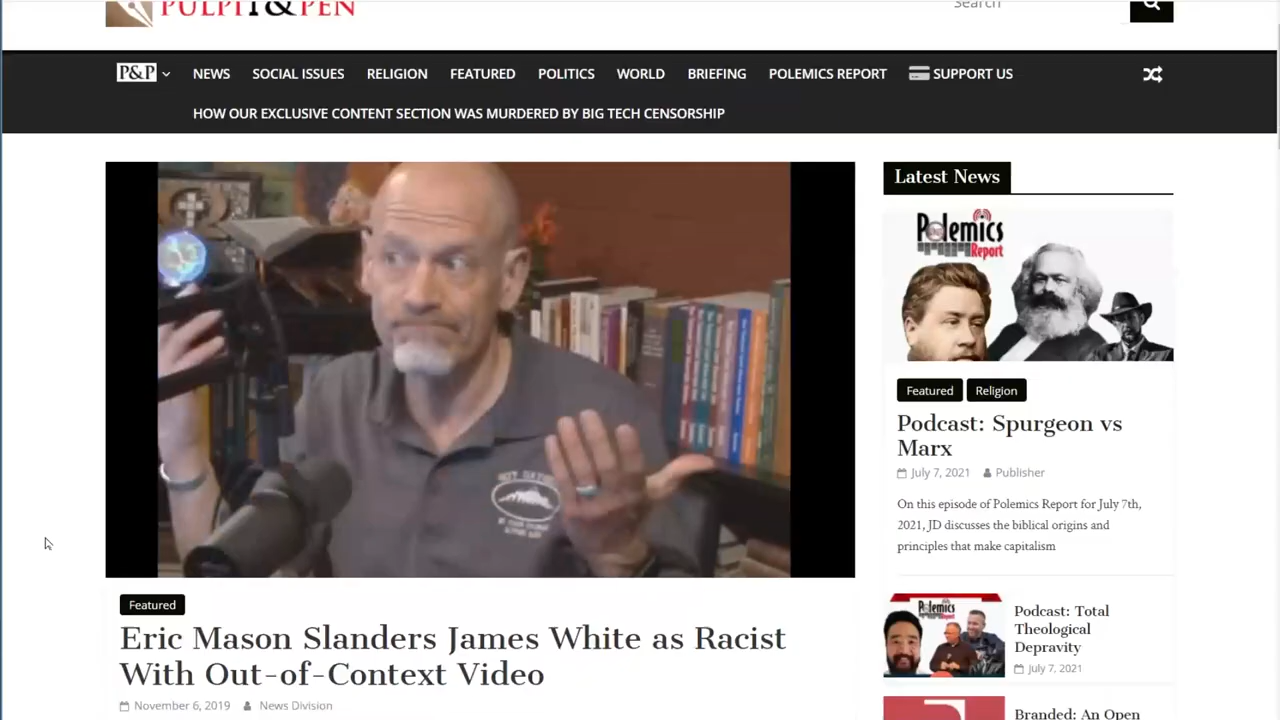 PULPIT&PEN
Search
P&P
NEWS
SOCIAL ISSUES
RELIGION
FEATURED
POLITICS
WORLD
BRIEFING
POLEMICS REPORT
SUPPORT US
HOW OUR EXCLUSIVE CONTENT SECTION WAS MURDERED BY BIG TECH CENSORSHIP
Featured
Eric Mason Slanders James White as Racist
With Out-of-Context Video
November 6, 2019
News Division
Latest News
Polemics
Report
Featured
Religion
Podcast: Spurgeon vs
Marx
July 7, 2021
Publisher
On this episode of Polemics Report for July 7th,
2021, JD discusses the biblical origins and
principles that make capitalism
Polemics
Report
Podcast: Total
Theological
Depravity
July 7, 2021
Branded: An Open